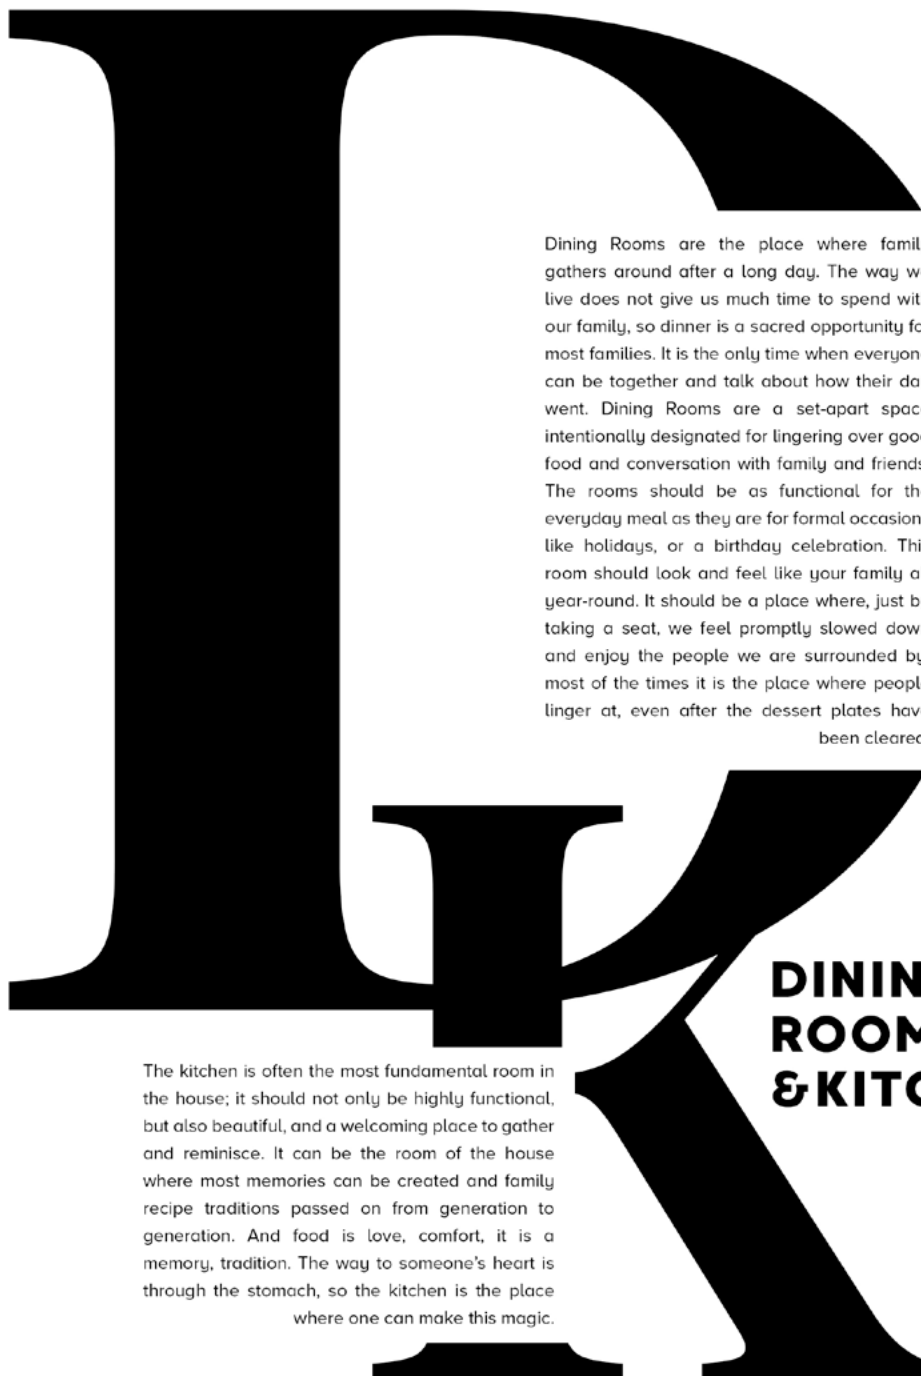 D
Dining Rooms are the place where famil
gathers around after a long day. The way we
live does not give us much time to spend wit
our family, so dinner is a sacred opportunity fo
most families. It is the only time when everyon
can be together and talk about how their da
went. Dining Rooms are a set-apart spac
intentionally designated for lingering over good
food and conversation with family and friends
The rooms should be as functional for the
everyday meal as they are for formal occasion
like holidays, or a birthday celebration. Thi
room should look and feel like your family a
year-round. It should be a place where, just b
taking a seat, we feel promptly slowed dow
and enjoy the people we are surrounded by
most of the times it is the place where peopl
linger at, even after the dessert plates have
been cleared
K
DININ
ROOM
&KITC
The kitchen is often the most fundamental room in
the house; it should not only be highly functional,
but also beautiful, and a welcoming place to gather
and reminisce. It can be the room of the house
where most memories can be created and family
recipe traditions passed on from generation to
generation. And food is love, comfort, it is a
memory, tradition. The way to someone's heart is
through the stomach, so the kitchen is the place
where one can make this magic.